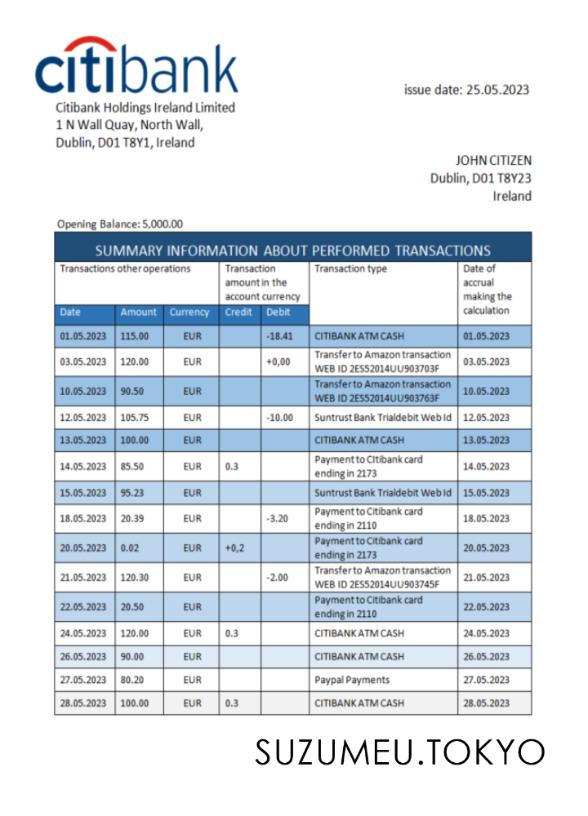 citibank
Citibank Holdings Ireland Limited
issue date: 25.05.2023
1 N Wall Quay, North Wall,
Dublin, D01 T8Y1, Ireland
JOHN CITIZEN
Dublin, D01 T8Y23
Ireland
Opening Balance: 5,000.00
SUMMARY INFORMATION ABOUT PERFORMED TRANSACTIONS
Transactions other operations
Transaction
amount in the
account currency
Transaction type
Date of
accrual
making the
calculation
Date Amount Currency Credit Debit
01.05.2023 115.00 EUR -18.41 CITIBANK ATM CASH 01.05.2023
03.05.2023 120.00 EUR +0,00 Transfer to Amazon transaction
WEB ID 2ES52014UU903703F 03.05.2023
10.05.2023 90.50 EUR Transfer to Amazon transaction
WEB ID 2ES52014UU903763F 10.05.2023
12.05.2023 105.75 EUR -10.00 Suntrust Bank Trialdebit Web Id 12.05.2023
13.05.2023 100.00 EUR CITIBANK ATM CASH 13.05.2023
14.05.2023 85.50 EUR 0.3 Payment to CItibank card
ending in 2173 14.05.2023
15.05.2023 95.23 EUR Suntrust Bank Trialdebit Web Id 15.05.2023
18.05.2023 20.39 EUR -3.20 Payment to Citibank card
ending in 2110 18.05.2023
20.05.2023 0.02 EUR +0,2 Payment to Citibank card
ending in 2173 20.05.2023
21.05.2023 120.30 EUR -2.00 Transfer to Amazon transaction
WEB ID 2ES52014UU903745F 21.05.2023
22.05.2023 20.50 EUR Payment to Citibank card
ending in 2110 22.05.2023
24.05.2023 120.00 EUR 0.3 CITIBANK ATM CASH 24.05.2023
26.05.2023 90.00 EUR CITIBANK ATM CASH 26.05.2023
27.05.2023 80.20 EUR Paypal Payments 27.05.2023
28.05.2023 100.00 EUR 0.3 CITIBANK ATM CASH 28.05.2023
SUZUMEU.TOKYO